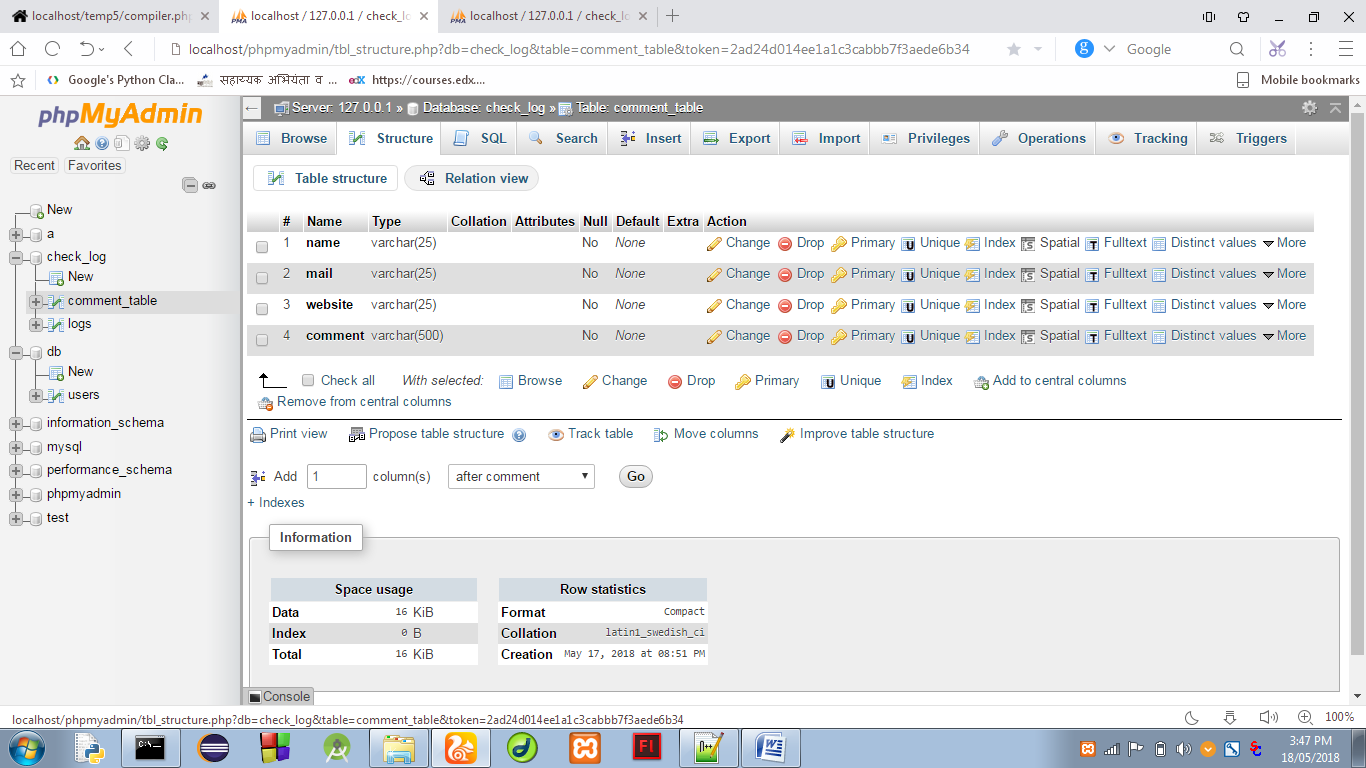 localhost/temp5/compiler.php
localhost / 127.0.0.1 / check_lo
localhost / 127.0.0.1 / check_lo
localhost/phpmyadmin/tbl_structure.php?db=check_log&table=comment_table&token=2ad24d014ee1a1c3cabbb7f3aede6b34
Google
Google's Python Cla...
सहाय्यक अभियंता व ...
edX https://courses.edx....
Mobile bookmarks
phpMyAdmin
Recent Favorites
New
a
check_log
New
comment_table
logs
db
New
users
information_schema
mysql
performance_schema
phpmyadmin
test
Server: 127.0.0.1 » Database: check_log » Table: comment_table
Browse Structure SQL Search Insert Export Import Privileges Operations Tracking Triggers
Table structure Relation view
# Name Type Collation Attributes Null Default Extra Action
1 name varchar(25) No None Change Drop Primary Unique Index Spatial Fulltext Distinct values More
2 mail varchar(25) No None Change Drop Primary Unique Index Spatial Fulltext Distinct values More
3 website varchar(25) No None Change Drop Primary Unique Index Spatial Fulltext Distinct values More
4 comment varchar(500) No None Change Drop Primary Unique Index Spatial Fulltext Distinct values More
Check all With selected: Browse Change Drop Primary Unique Index Add to central columns
Remove from central columns
Print view Propose table structure Track table Move columns Improve table structure
Add 1 column(s) after comment Go
+ Indexes
Information
Space usage
Data 16 KiB
Index 0 B
Total 16 KiB
Row statistics
Format Compact
Collation latin1_swedish_ci
Creation May 17, 2018 at 08:51 PM
Console
localhost/phpmyadmin/tbl_structure.php?db=check_log&table=comment_table&token=2ad24d014ee1a1c3cabbb7f3aede6b34
100%
3:47 PM
18/05/2018